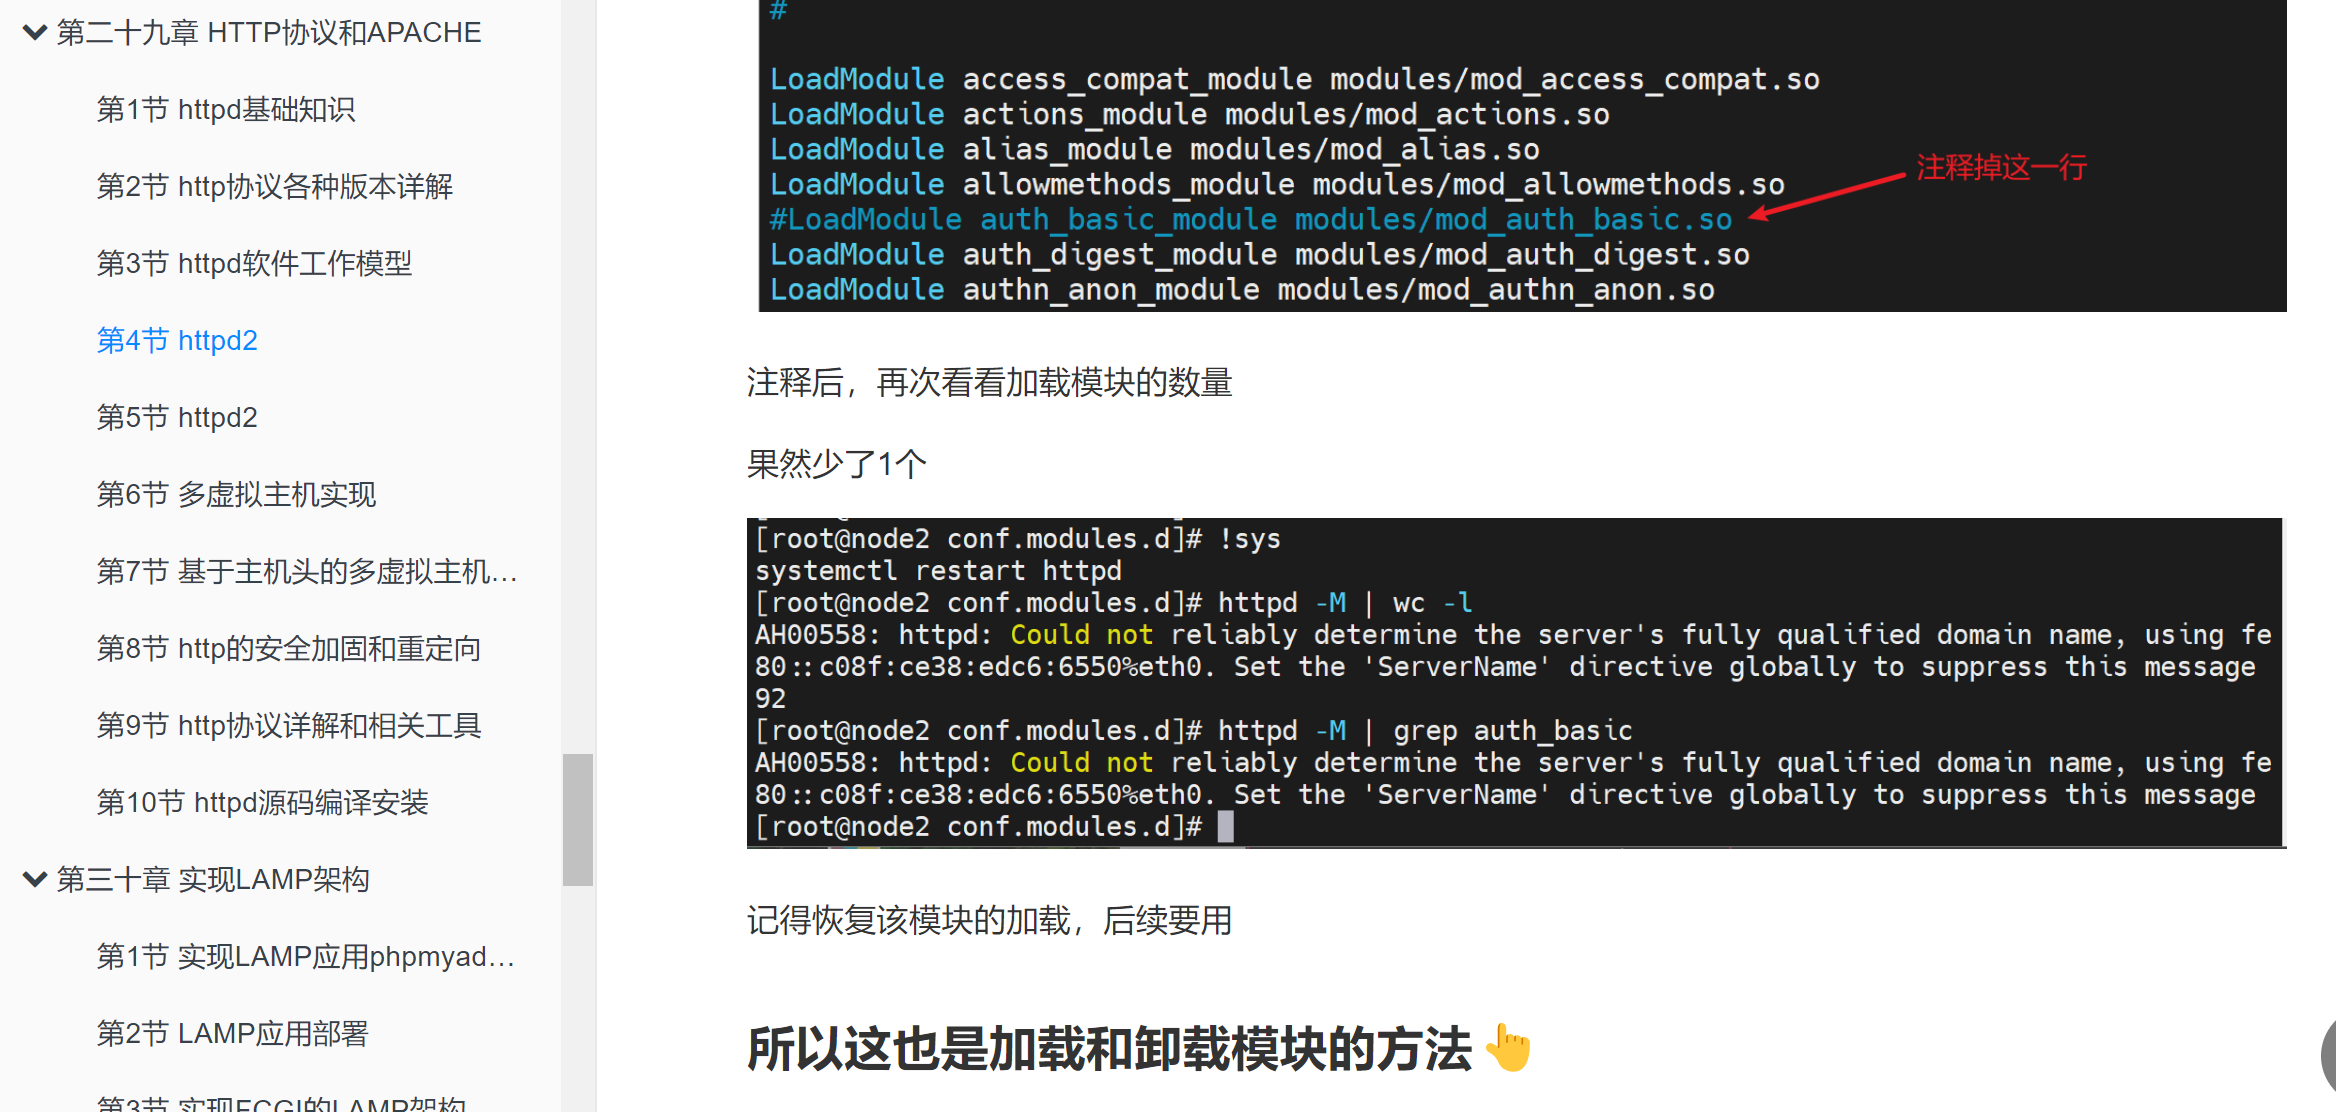 第二十九章 HTTP协议和APACHE
第1节 httpd基础知识
第2节 http协议各种版本详解
第3节 httpd软件工作模型
第4节 httpd2
第5节 httpd2
第6节 多虚拟主机实现
第7节 基于主机头的多虚拟主机...
第8节 http的安全加固和重定向
第9节 http协议详解和相关工具
第10节 httpd源码编译安装
第三十章 实现LAMP架构
第1节 实现LAMP应用phpmyad...
第2节 LAMP应用部署
第3节 实现FCGI的LAMP架构
#
LoadModule access_compat_module modules/mod_access_compat.so
LoadModule actions_module modules/mod_actions.so
LoadModule alias_module modules/mod_alias.so
LoadModule allowmethods_module modules/mod_allowmethods.so
注释掉这一行
#LoadModule auth_basic_module modules/mod_auth_basic.so
LoadModule auth_digest_module modules/mod_auth_digest.so
LoadModule authn_anon_module modules/mod_authn_anon.so
注释后，再次看看加载模块的数量
果然少了1个
[root@node2 conf.modules.d]# !sys
systemctl restart httpd
[root@node2 conf.modules.d]# httpd -M | wc -l
AH00558: httpd: Could not reliably determine the server's fully qualified domain name, using fe
80::c08f:ce38:edc6:6550%eth0. Set the 'ServerName' directive globally to suppress this message
92
[root@node2 conf.modules.d]# httpd -M | grep auth_basic
AH00558: httpd: Could not reliably determine the server's fully qualified domain name, using fe
80::c08f:ce38:edc6:6550%eth0. Set the 'ServerName' directive globally to suppress this message
[root@node2 conf.modules.d]#
记得恢复该模块的加载，后续要用
所以这也是加载和卸载模块的方法👆